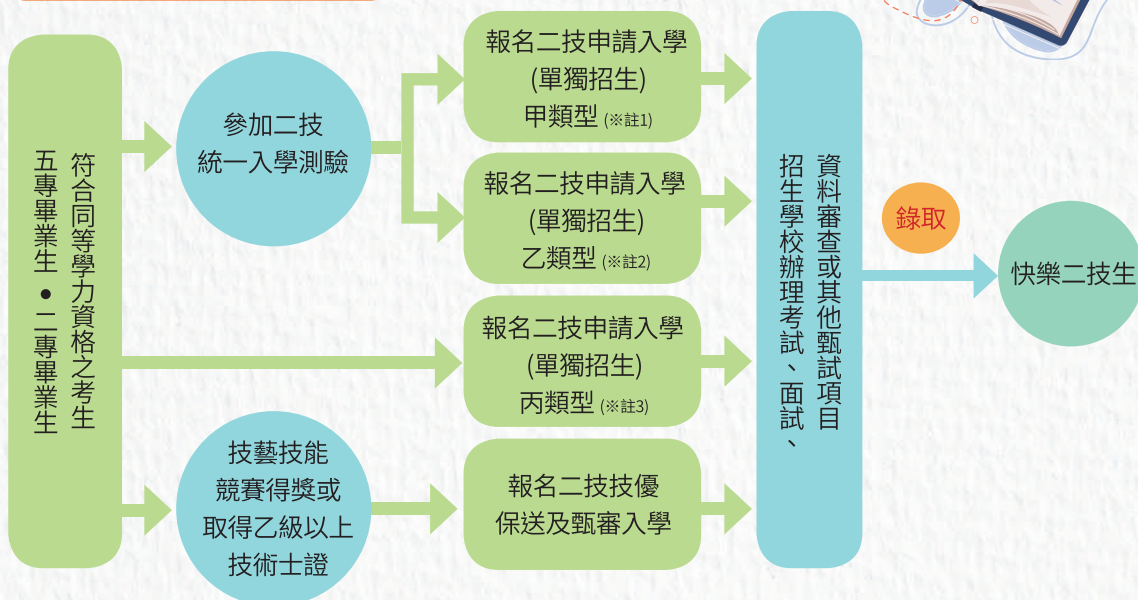 五專畢業生 ● 二專畢業生
符合同等學力資格之考生
參加二技
統一入學測驗
技藝技能
競賽得獎或
取得乙級以上
技術士證
報名二技申請入學
(單獨招生)
甲類型 (※註1)
報名二技申請入學
(單獨招生)
乙類型 (※註2)
報名二技申請入學
(單獨招生)
丙類型 (※註3)
報名二技技優
保送及甄審入學
招生學校辦理考試、面試、
資料審查或其他甄試項目
錄取
快樂二技生